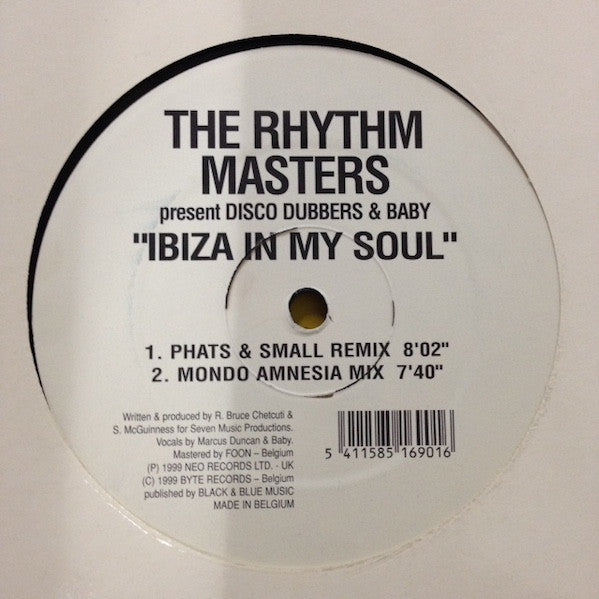 THE RHYTHM
MASTERS
present DISCO DUBBERS & BABY
"IBIZA IN MY SOUL"
1. PHATS & SMALL REMIX 8'02"
2. MONDO AMNESIA MIX 7'40"
Written & produced by R. Bruce Chetcuti &
S. McGuinness for Seven Music Productions.
Vocals by Marcus Duncan & Baby.
Mastered by FOON – Belgium
(P) 1999 NEO RECORDS LTD. - UK
(C) 1999 BYTE RECORDS – Belgium
published by BLACK & BLUE MUSIC
MADE IN BELGIUM
5 411585 169016